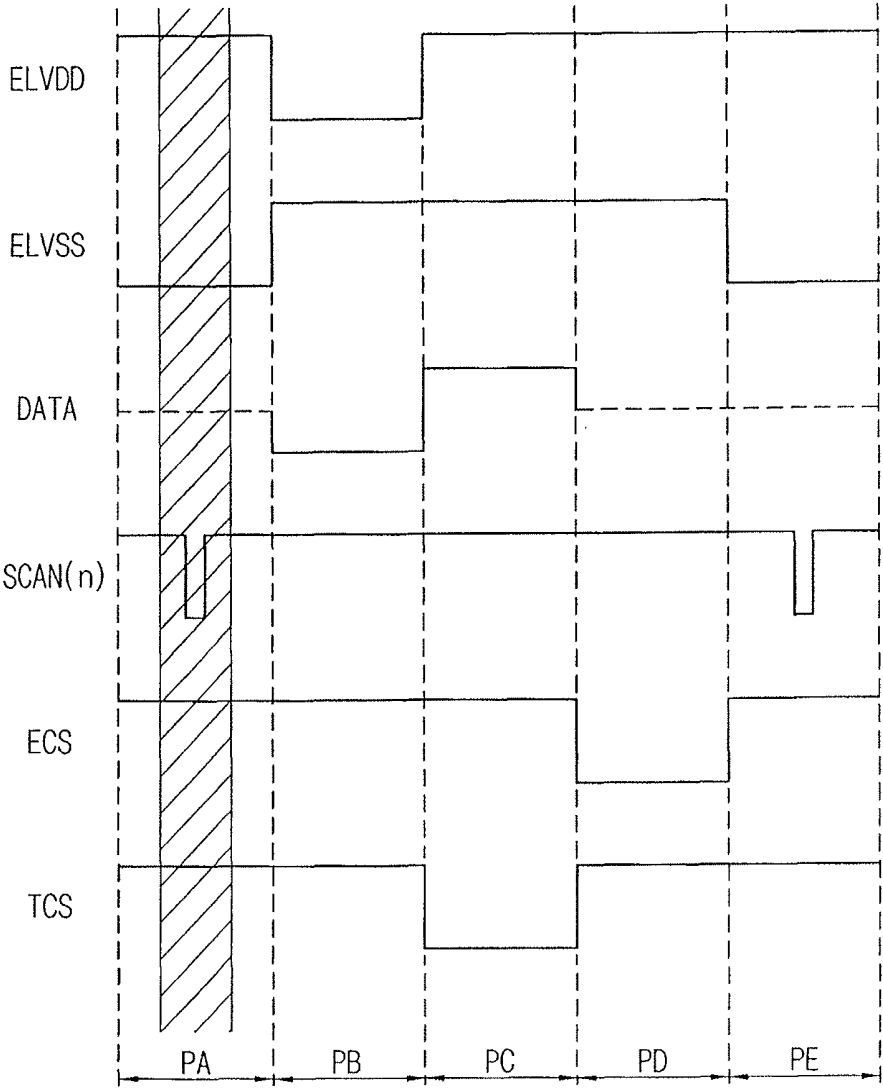 ELVDD
ELVSS
DATA
SCAN(n)
ECS
TCS
PA PB PC PD PE